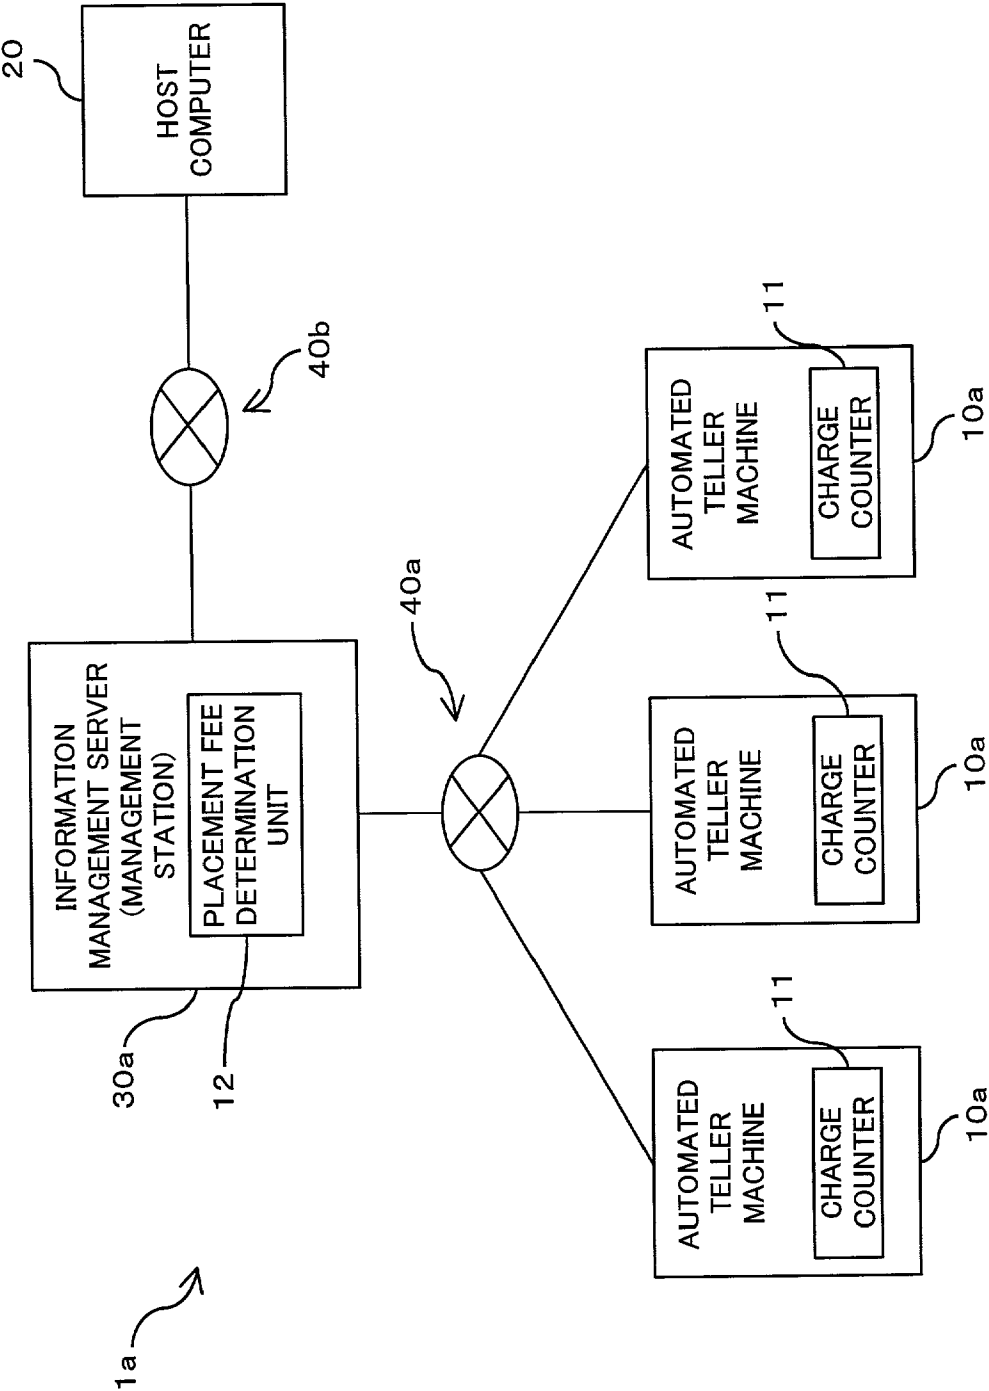 1a
30a
INFORMATION
MANAGEMENT SERVER
(MANAGEMENT
STATION)
12
PLACEMENT FEE
DETERMINATION
UNIT
40b
20
HOST
COMPUTER
40a
AUTOMATED
TELLER
MACHINE
11
CHARGE
COUNTER
10a
AUTOMATED
TELLER
MACHINE
11
CHARGE
COUNTER
10a
AUTOMATED
TELLER
MACHINE
11
CHARGE
COUNTER
10a